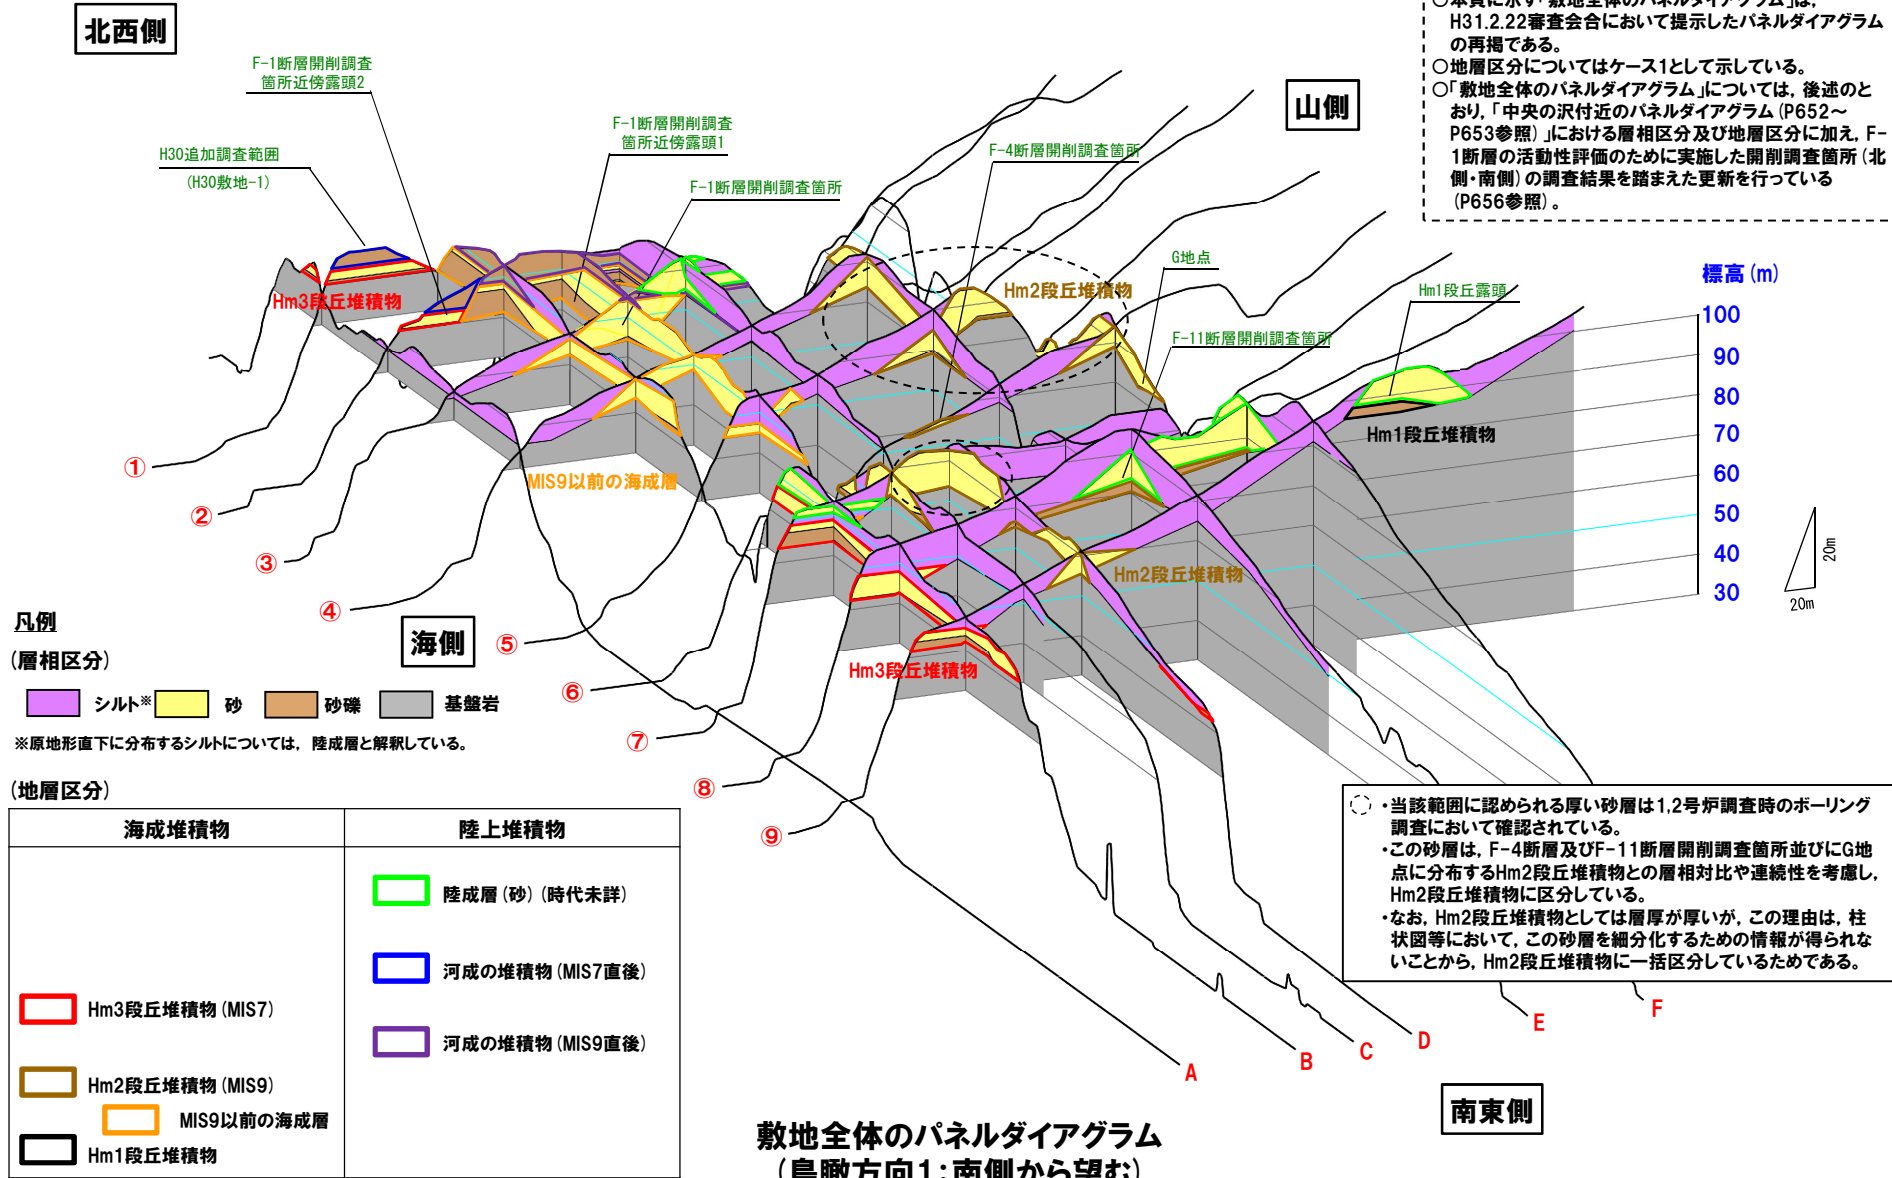 北西側
○本頁に示す「敷地全体のパネルダイアグラム」は,
H31.2.22審査会合において提示したパネルダイアグラム
の再掲である。
○地層区分についてはケース1として示している。
○「敷地全体のパネルダイアグラム」については, 後述のと
おり, 「中央の沢付近のパネルダイアグラム(P652~
P653参照)」における層相区分及び地層区分に加え, F-
1断層の活動性評価のために実施した開削調査箇所(北
側・南側)の調査結果を踏まえた更新を行っている
(P656参照)。
F-1断層開削調査
箇所近傍露頭2
山側
F-1断層開削調査
箇所近傍露頭1
H30追加調査範囲
(H30敷地-1)
F-4断層開削調査箇所
F-1断層開削調査箇所
G地点
標高(m)
Hm3段丘堆積物
Hm2段丘堆積物
Hm1段丘露頭
F-11断層開削調査箇所
100
90
80
70
60
50
40
30
Hm1段丘堆積物
MIS9以前の海成層
20m
20m
Hm2段丘堆積物
Hm3段丘堆積物
①
②
③
④
⑤
⑥
⑦
⑧
⑨
海側
凡例
(層相区分)
シルト※ 砂 砂礫 基盤岩
※原地形直下に分布するシルトについては, 陸成層と解釈している。
(地層区分)
海成堆積物 陸上堆積物
陸成層(砂)(時代未詳)
河成の堆積物(MIS7直後)
Hm3段丘堆積物(MIS7)
河成の堆積物(MIS9直後)
Hm2段丘堆積物(MIS9)
MIS9以前の海成層
Hm1段丘堆積物
・当該範囲に認められる厚い砂層は1,2号炉調査時のボーリング
調査において確認されている。
・この砂層は, F-4断層及びF-11断層開削調査箇所並びにG地
点に分布するHm2段丘堆積物との層相対比や連続性を考慮し,
Hm2段丘堆積物に区分している。
・なお, Hm2段丘堆積物としては層厚が厚いが, この理由は, 柱
状図等において, この砂層を細分化するための情報が得られな
いことから, Hm2段丘堆積物に一括区分しているためである。
A
B
C
D
E
F
南東側
敷地全体のパネルダイアグラム
(鳥瞰方向1:南側から望む)